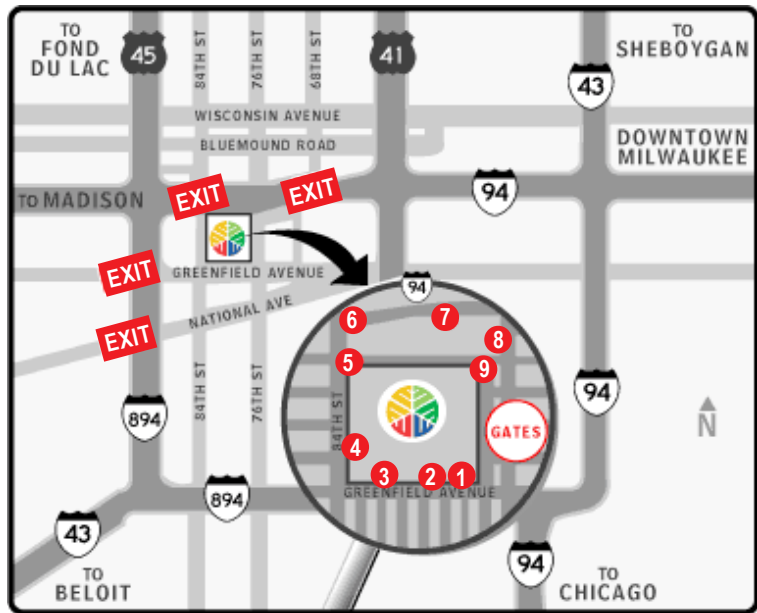 TO
FOND
DU LAC
45
84TH ST
76TH ST
68TH ST
41
TO
SHEBOYGAN
43
WISCONSIN AVENUE
BLUEMOUND ROAD
DOWNTOWN
MILWAUKEE
TO MADISON
EXIT
EXIT
94
EXIT
GREENFIELD AVENUE
EXIT
NATIONAL AVE
94
6
7
8
5
9
84TH ST
76TH ST
84TH ST
GATES
4
3
2
1
GREENFIELD AVENUE
894
94
N
894
43
94
TO
BELOIT
TO
CHICAGO